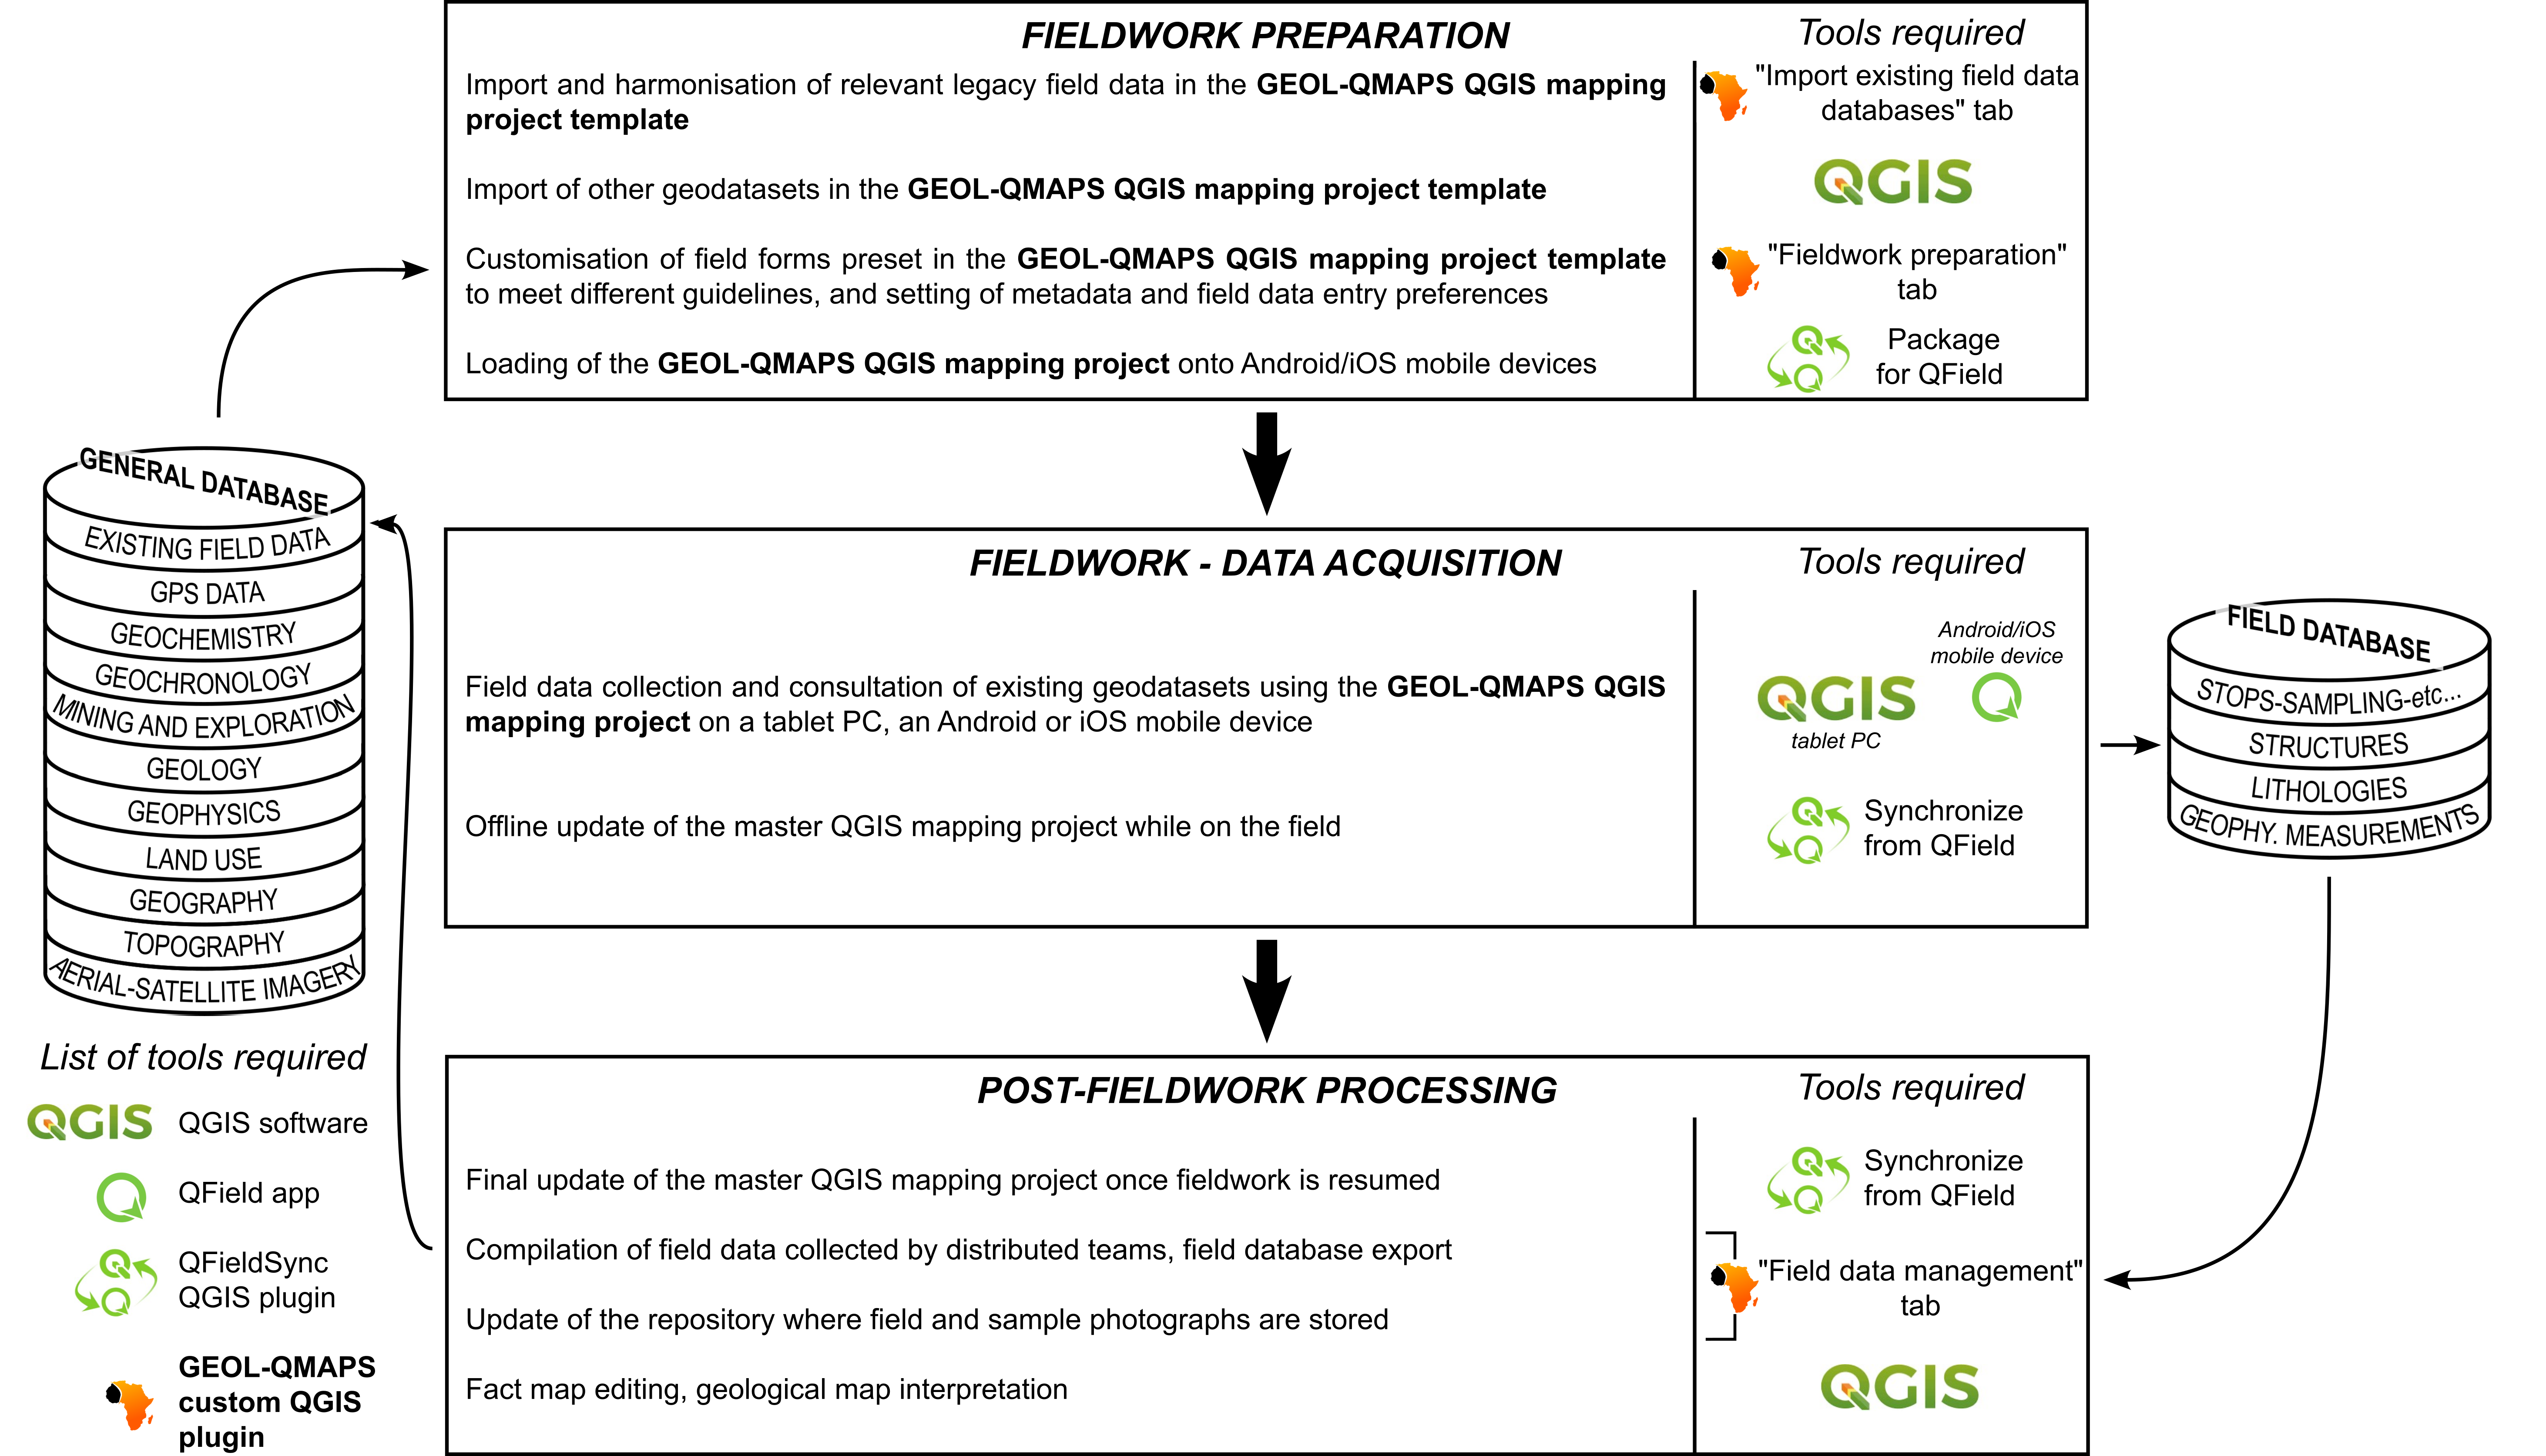 FIELDWORK PREPARATION
Tools required
Import and harmonisation of relevant legacy field data in the GEOL-QMAPS QGIS mapping
project template
"Import existing field data
databases" tab
Import of other geodatasets in the GEOL-QMAPS QGIS mapping project template
QGIS
Customisation of field forms preset in the GEOL-QMAPS QGIS mapping project template
to meet different guidelines, and setting of metadata and field data entry preferences
"Fieldwork preparation"
tab
Loading of the GEOL-QMAPS QGIS mapping project onto Android/iOS mobile devices
Package
for QField
GENERAL DATABASE
EXISTING FIELD DATA
GPS DATA
GEOCHEMISTRY
GEOCHRONOLOGY
MINING AND EXPLORATION
GEOLOGY
GEOPHYSICS
LAND USE
GEOGRAPHY
TOPOGRAPHY
AERIAL-SATELLITE IMAGERY
FIELDWORK - DATA ACQUISITION
Tools required
Field data collection and consultation of existing geodatasets using the GEOL-QMAPS QGIS
mapping project on a tablet PC, an Android or iOS mobile device
Android/iOS
mobile device
QGIS
tablet PC
Offline update of the master QGIS mapping project while on the field
Synchronize
from QField
FIELD DATABASE
STOPS-SAMPLING-etc...
STRUCTURES
LITHOLOGIES
GEOPHY. MEASUREMENTS
POST-FIELDWORK PROCESSING
Tools required
Final update of the master QGIS mapping project once fieldwork is resumed
Synchronize
from QField
Compilation of field data collected by distributed teams, field database export
Update of the repository where field and sample photographs are stored
"Field data management"
tab
Fact map editing, geological map interpretation
QGIS
List of tools required
QGIS QGIS software
QField app
QFieldSync
QGIS plugin
GEOL-QMAPS
custom QGIS
plugin